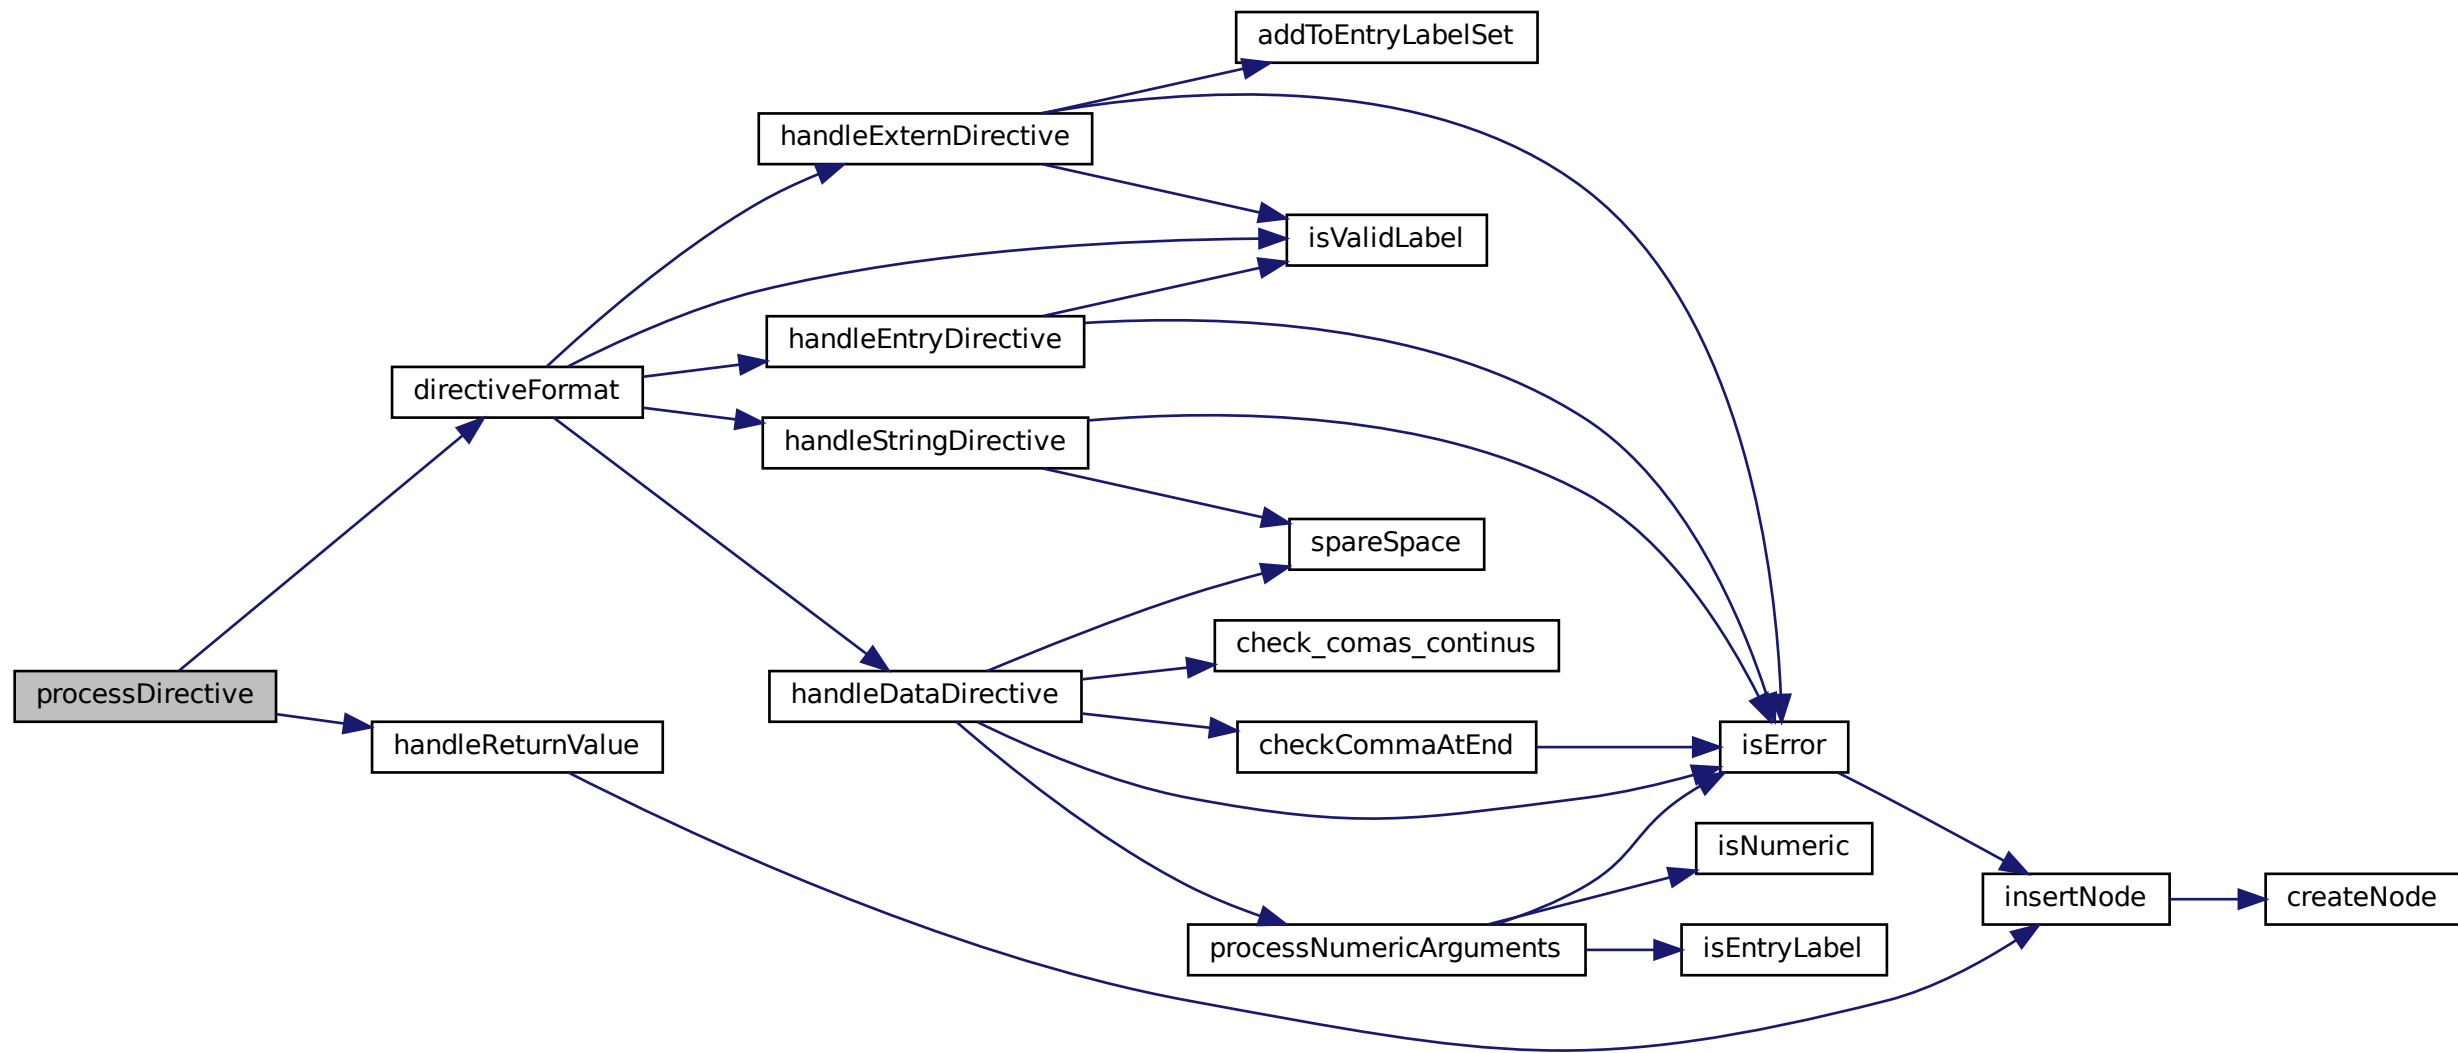 addToEntryLabelSet
handleExternDirective
isValidLabel
handleEntryDirective
directiveFormat
handleStringDirective
spareSpace
check_comas_continus
processDirective
handleDataDirective
handleReturnValue
checkCommaAtEnd
isError
isNumeric
insertNode
createNode
processNumericArguments
isEntryLabel